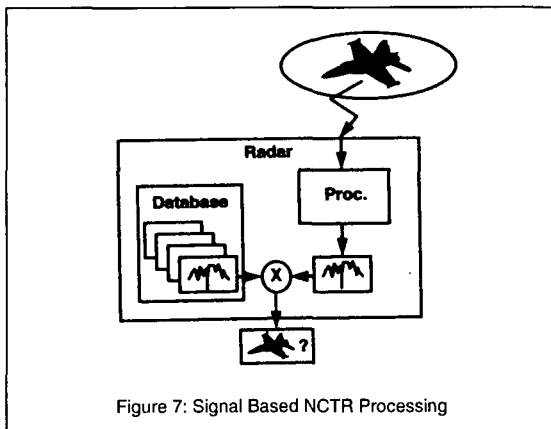 Radar
Proc.
Database
X
?
Figure 7: Signal Based NCTR Processing